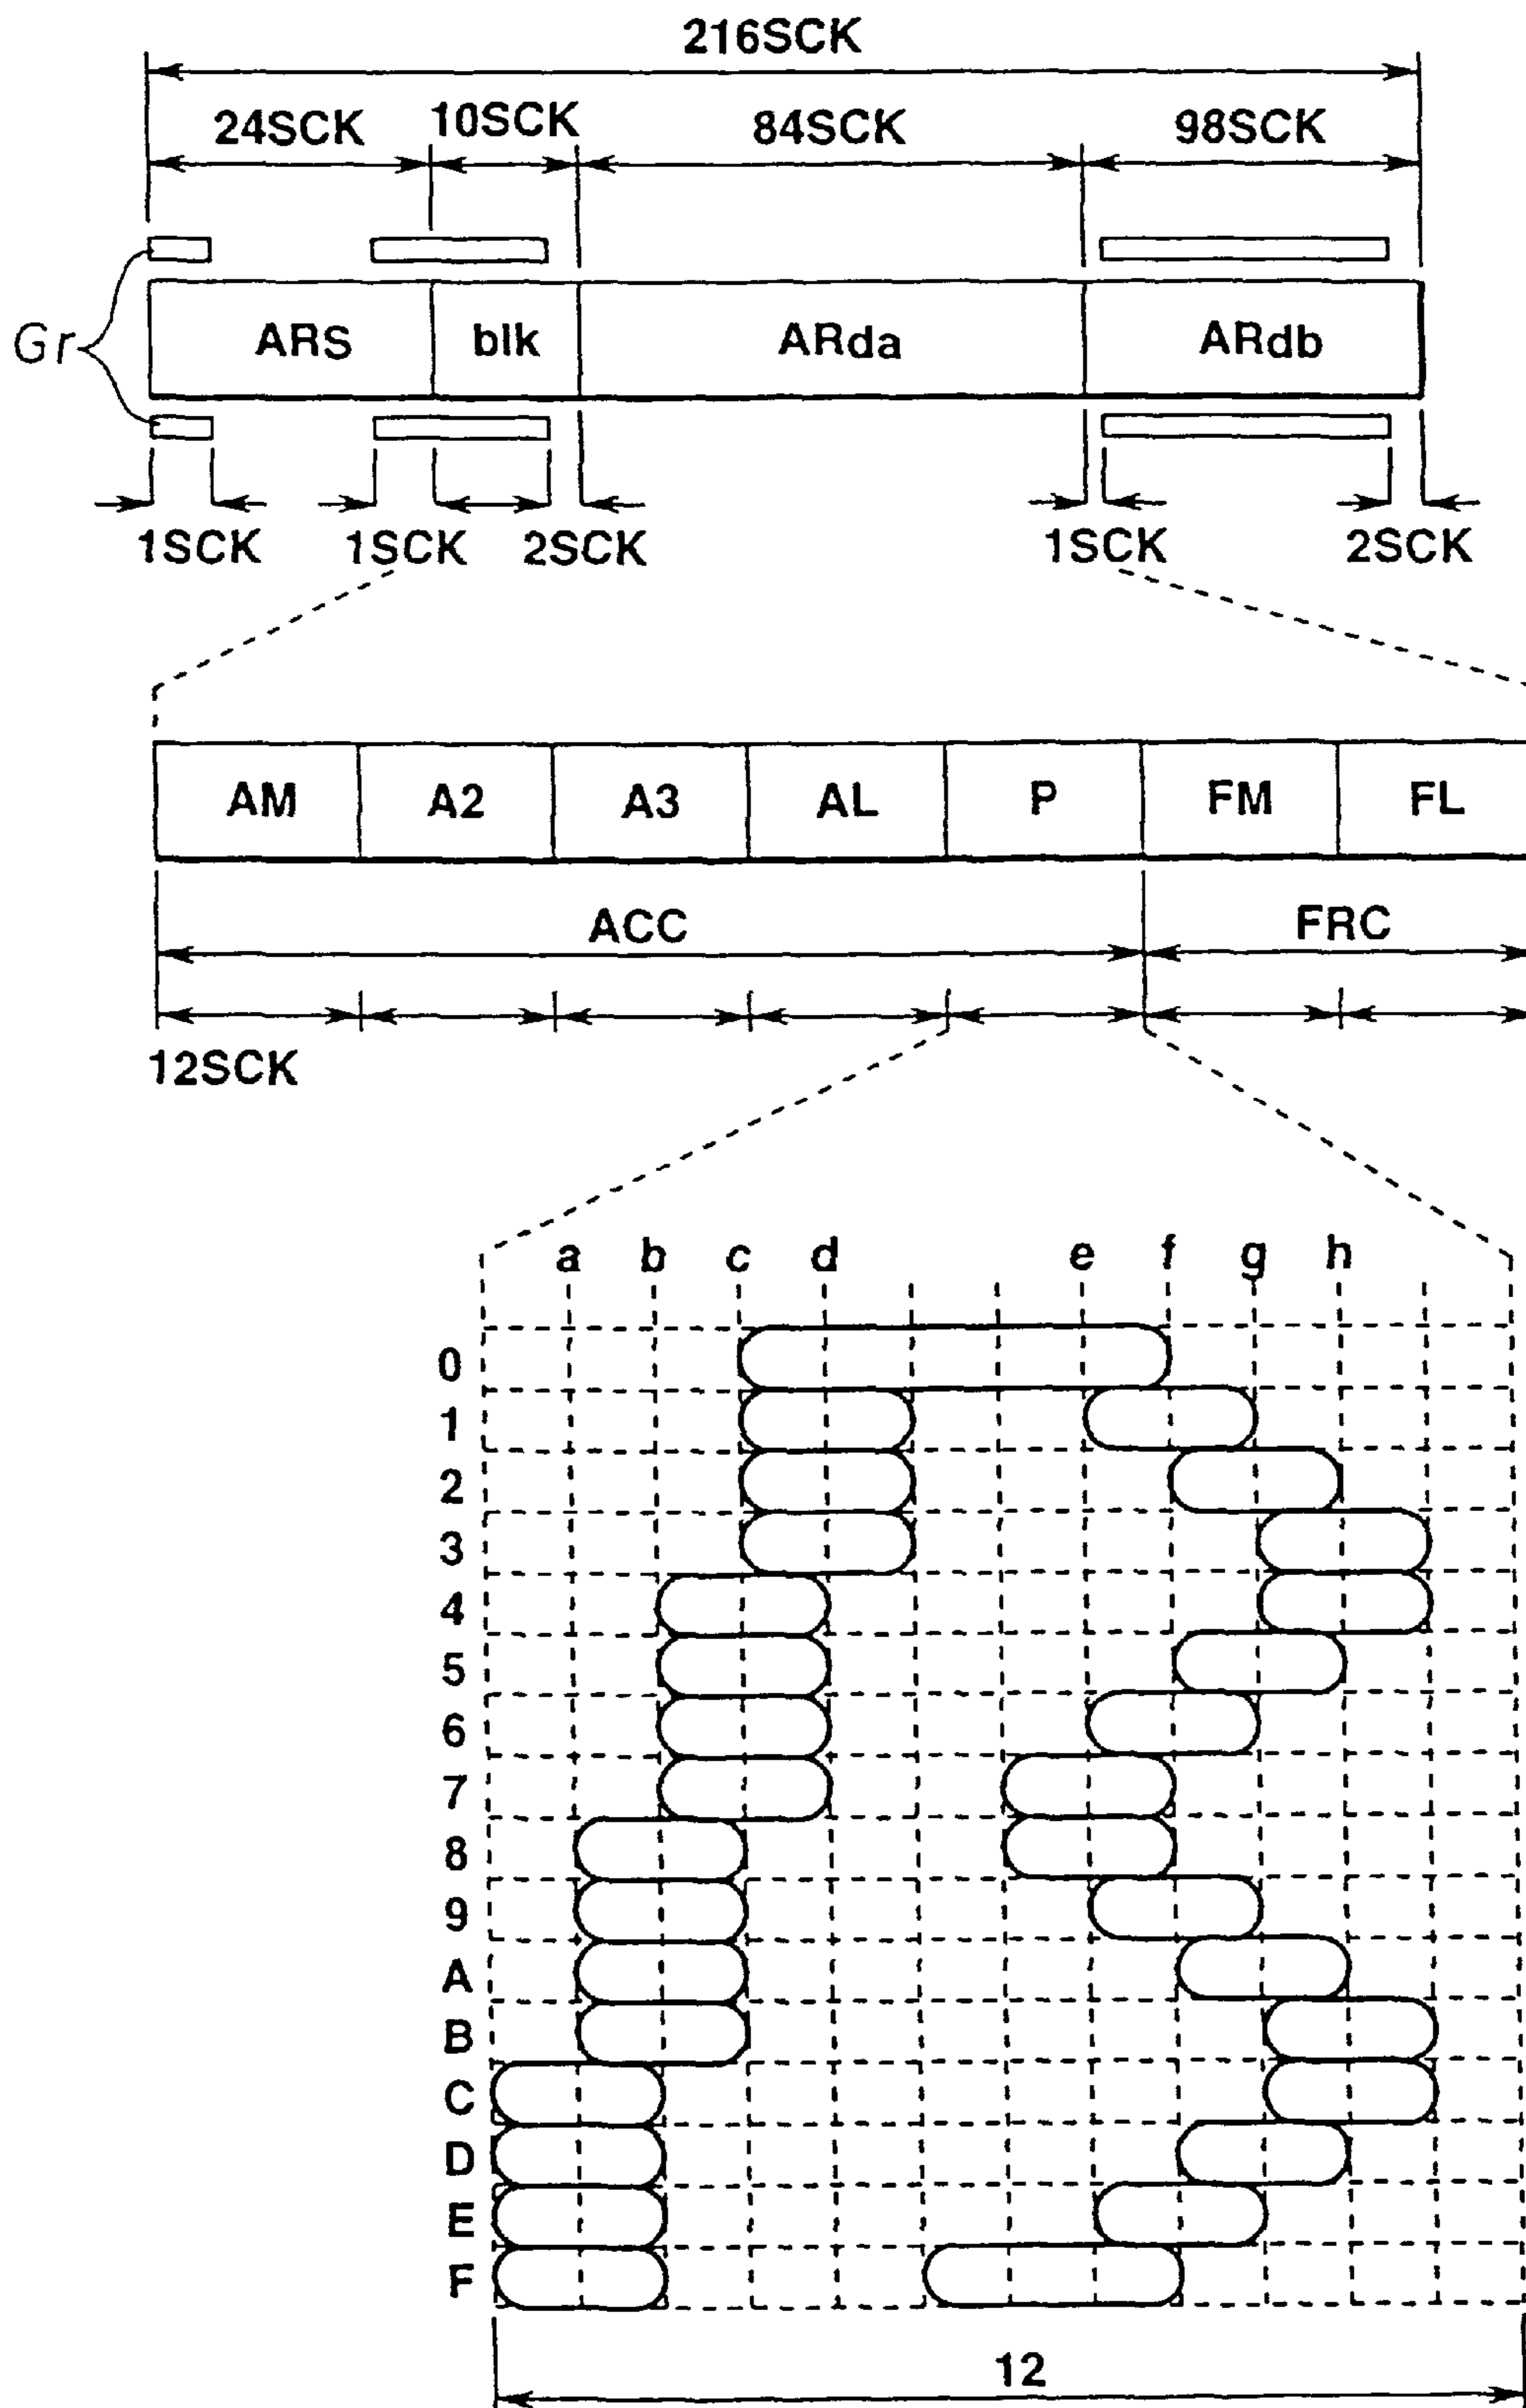 216SCK
24SCK 10SCK 84SCK 98SCK
Gr ARS blk ARda ARdb
1SCK 1SCK 2SCK 1SCK 2SCK
AM A2 A3 AL P FM FL
ACC FRC
12SCK
a b c d e f g h
0
1
2
3
4
5
6
7
8
9
A
B
C
D
E
F
12